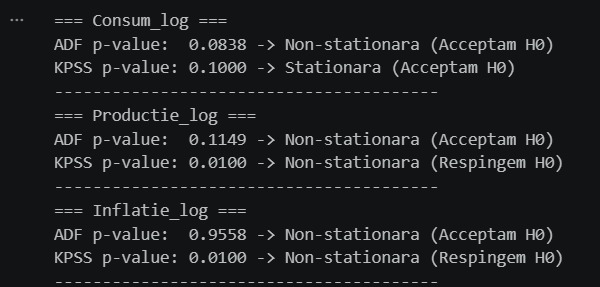 === Consum_log ===
ADF p-value:  0.0838 -> Non-stationara (Acceptam H0)
KPSS p-value: 0.1000 -> Stationara (Acceptam H0)
----------------------------------------
=== Productie_log ===
ADF p-value:  0.1149 -> Non-stationara (Acceptam H0)
KPSS p-value: 0.0100 -> Non-stationara (Respingem H0)
----------------------------------------
=== Inflatie_log ===
ADF p-value:  0.9558 -> Non-stationara (Acceptam H0)
KPSS p-value: 0.0100 -> Non-stationara (Respingem H0)
----------------------------------------